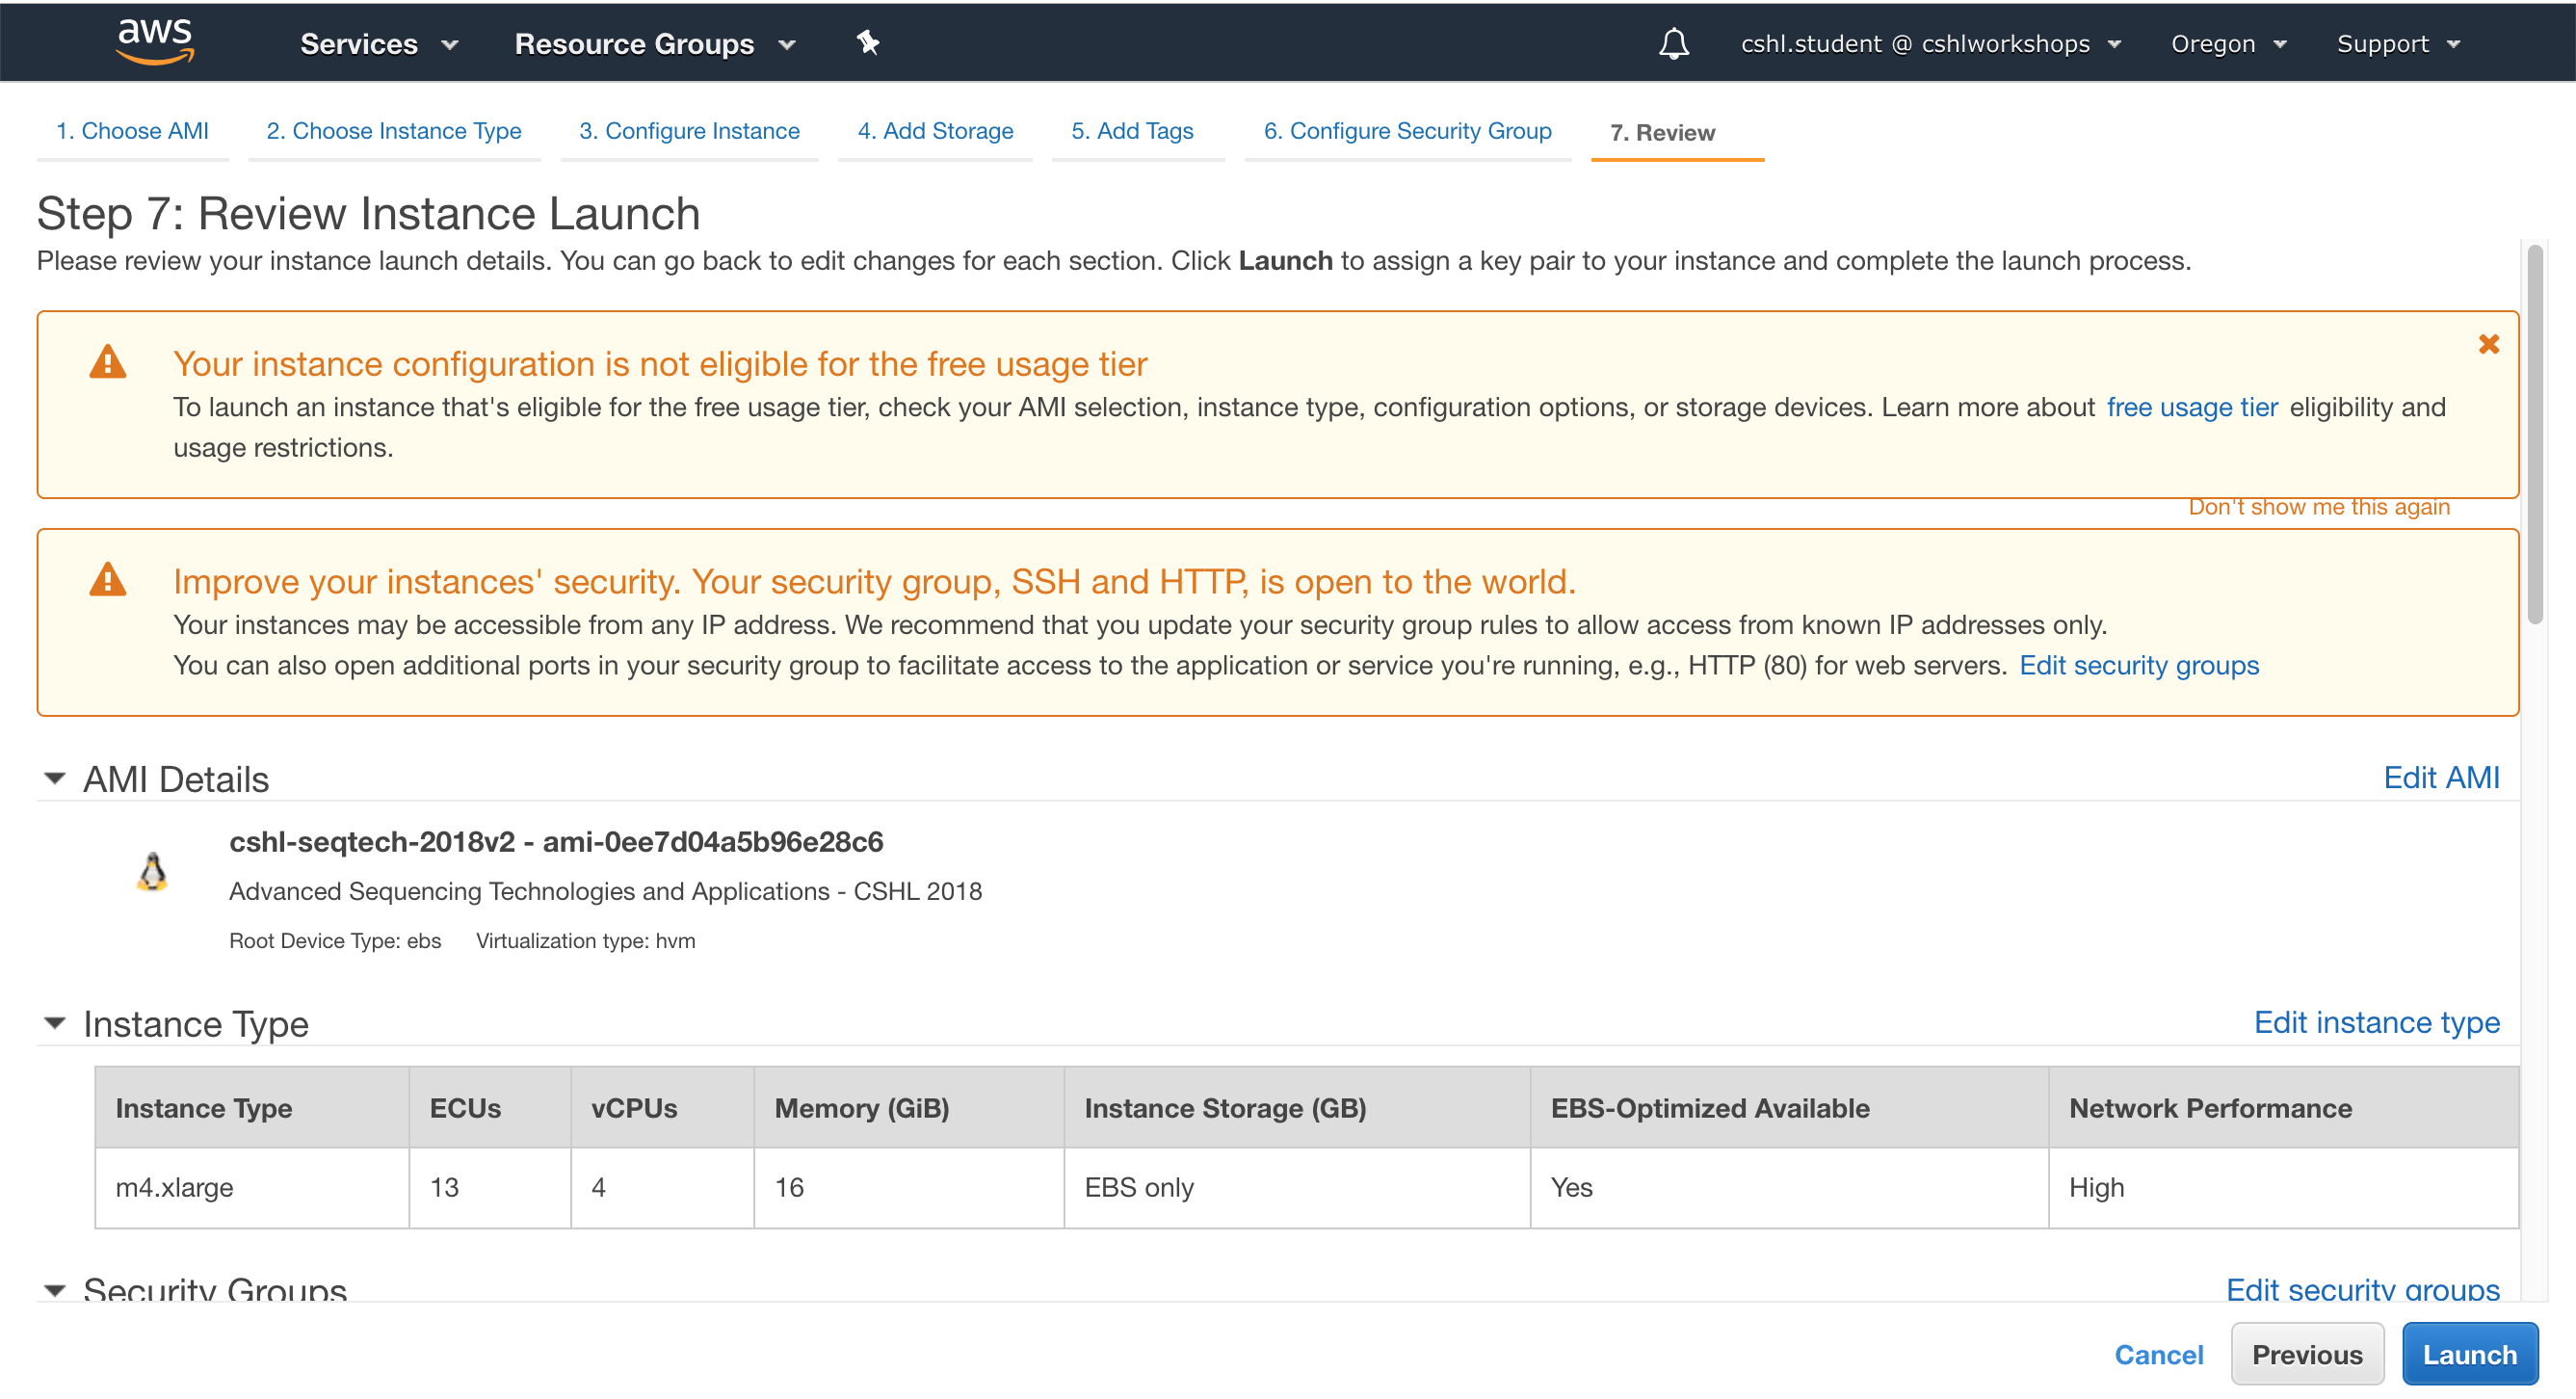 aws Services Resource Groups cshl.student @ cshlworkshops Oregon Support
1. Choose AMI 2. Choose Instance Type 3. Configure Instance 4. Add Storage 5. Add Tags 6. Configure Security Group 7. Review
Step 7: Review Instance Launch
Please review your instance launch details. You can go back to edit changes for each section. Click Launch to assign a key pair to your instance and complete the launch process.
Your instance configuration is not eligible for the free usage tier
To launch an instance that's eligible for the free usage tier, check your AMI selection, instance type, configuration options, or storage devices. Learn more about free usage tier eligibility and
usage restrictions.
Don't show me this again
Improve your instances' security. Your security group, SSH and HTTP, is open to the world.
Your instances may be accessible from any IP address. We recommend that you update your security group rules to allow access from known IP addresses only.
You can also open additional ports in your security group to facilitate access to the application or service you're running, e.g., HTTP (80) for web servers. Edit security groups
AMI Details Edit AMI
cshl-seqtech-2018v2 - ami-0ee7d04a5b96e28c6
Advanced Sequencing Technologies and Applications - CSHL 2018
Root Device Type: ebs Virtualization type: hvm
Instance Type Edit instance type
Instance Type ECUs vCPUs Memory (GiB) Instance Storage (GB) EBS-Optimized Available Network Performance
m4.xlarge 13 4 16 EBS only Yes High
Security Groups Edit security groups
Cancel Previous Launch